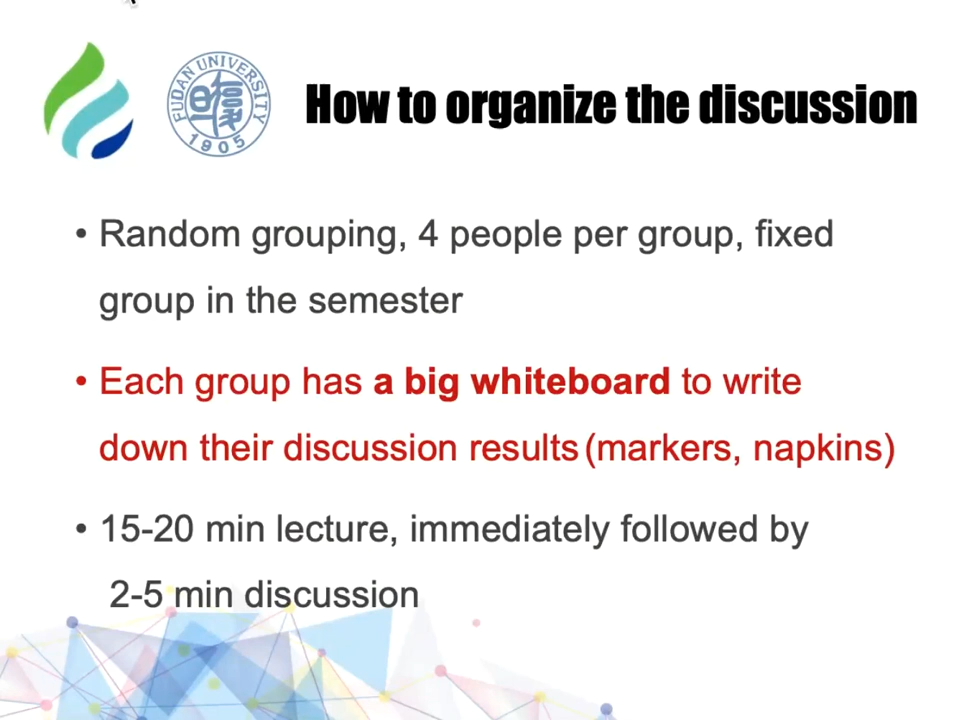 FUDAN UNIVERSITY
1905
How to organize the discussion
• Random grouping, 4 people per group, fixed
group in the semester
• Each group has a big whiteboard to write
down their discussion results (markers, napkins)
• 15-20 min lecture, immediately followed by
2-5 min discussion